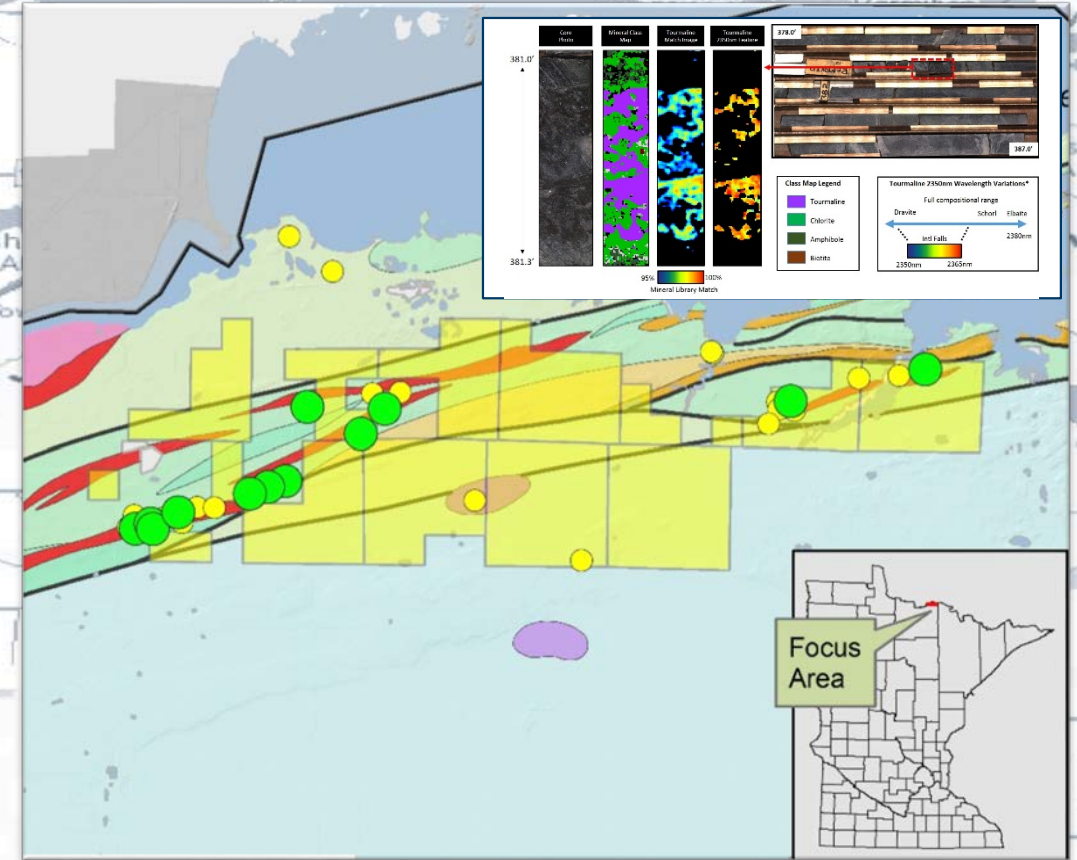 Core
Photo
Mineral Class
Map
Tourmaline
Match Image
Tourmaline
2350nm Feature
378.0'
381.0'
387.0'
381.3'
95%
100%
Mineral Library Match
Class Map Legend
Tourmaline
Chlorite
Amphibole
Biotite
Tourmaline 2350nm Wavelength Variations*
Full compositional range
Dravite
Schorl
Elbaite
2380nm
Intl Falls
2350nm
2365nm
Focus
Area